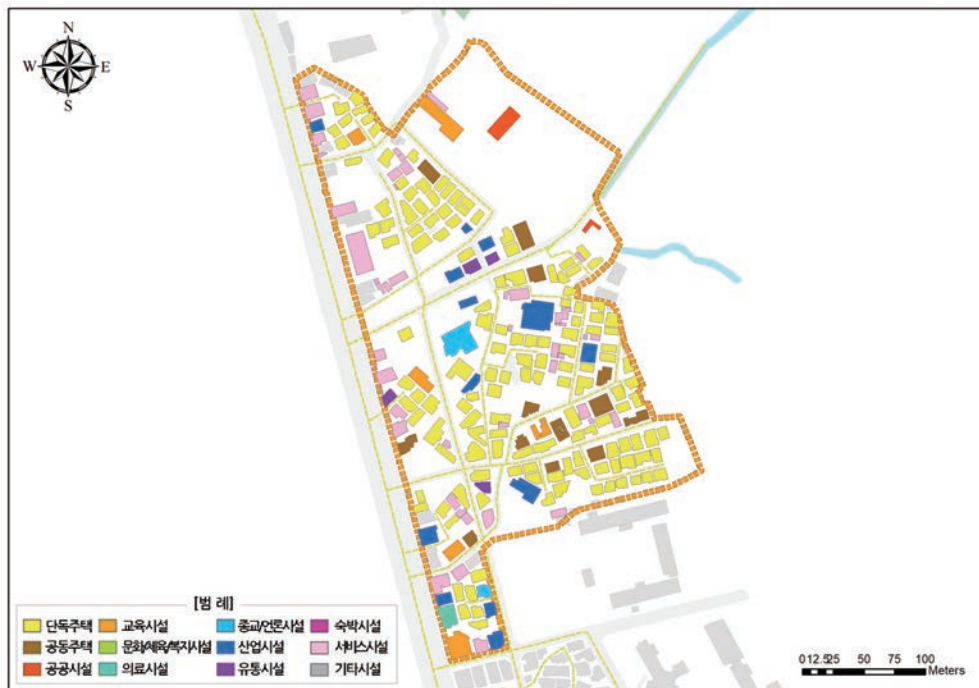 N
W E
S
[범 례]
단독주택 교육시설 종교/언론시설 숙박시설
공동주택 문화/체육/복지시설 산업시설 서비스시설
공공시설 의료시설 유통시설 기타시설
012.525 50 75 100
Meters